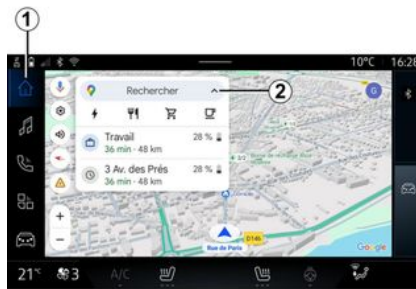 1
10°C 16:28
Rechercher
2
G
Travail
28 %
36 min · 48 km
3 Av. des Prés
28 %
36 min · 48 km
D146
Rue de Paris
Google
21°
3
A/C